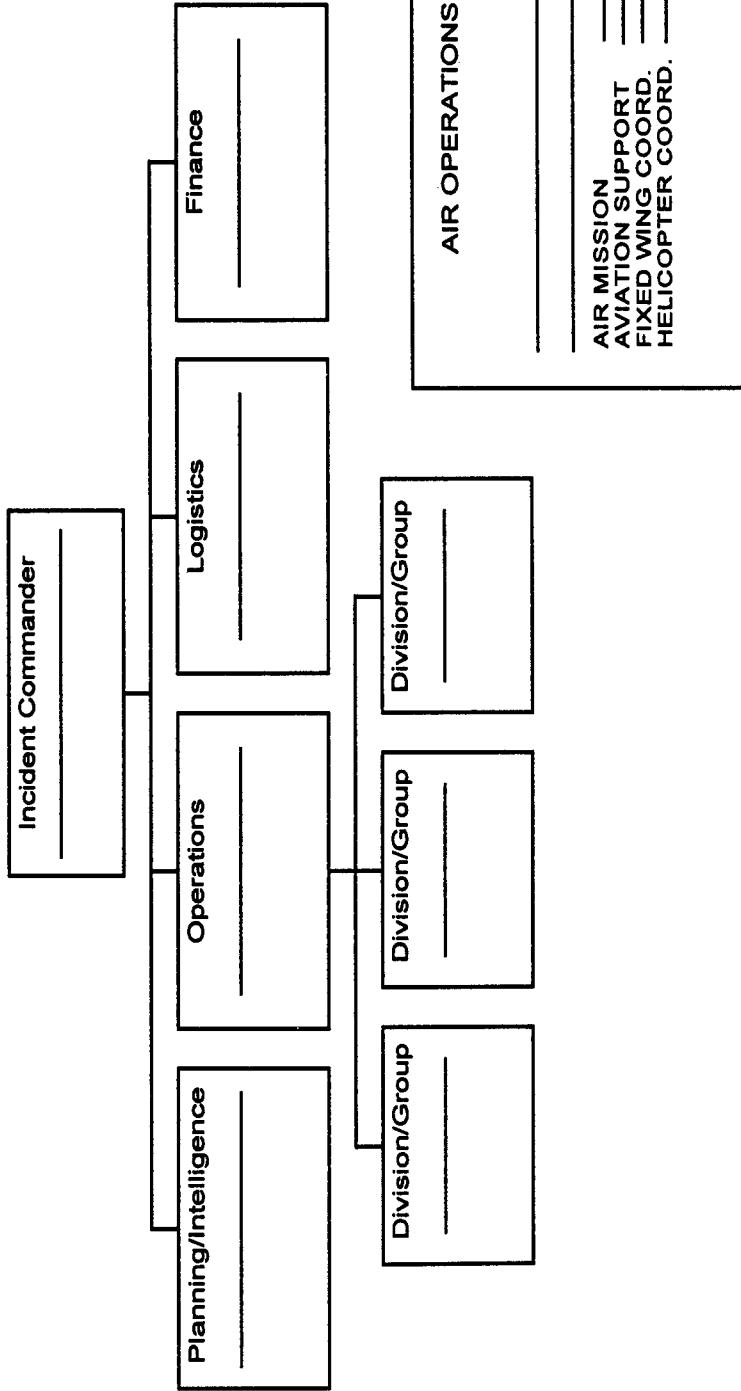 Incident Commander
Planning/Intelligence
Operations
Logistics
Finance
Division/Group
Division/Group
Division/Group
AIR OPERATIONS
AIR MISSION
AVIATION SUPPORT
FIXED WING COORD.
HELICOPTER COORD.